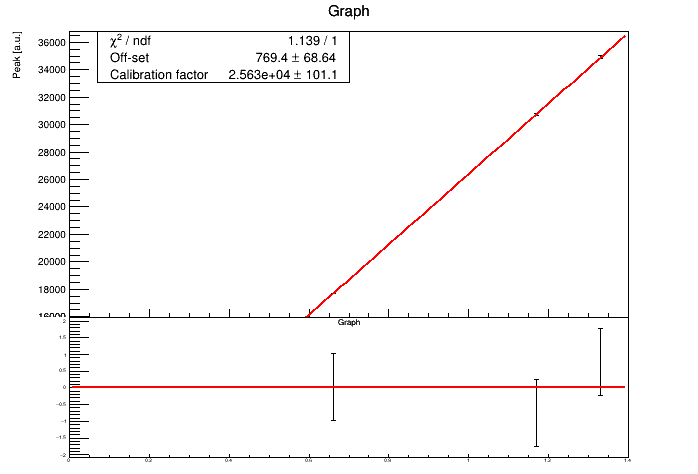 Graph
Peak [a.u.]
χ² / ndf 1.139 / 1
Off-set 769.4 ± 68.64
Calibration factor 2.563e+04 ± 101.1
36000
34000
32000
30000
28000
26000
24000
22000
20000
18000
16000
Graph
2
1.5
1
0.5
0
−0.5
−1
−1.5
−2
0 0.2 0.4 0.6 0.8 1 1.2 1.4